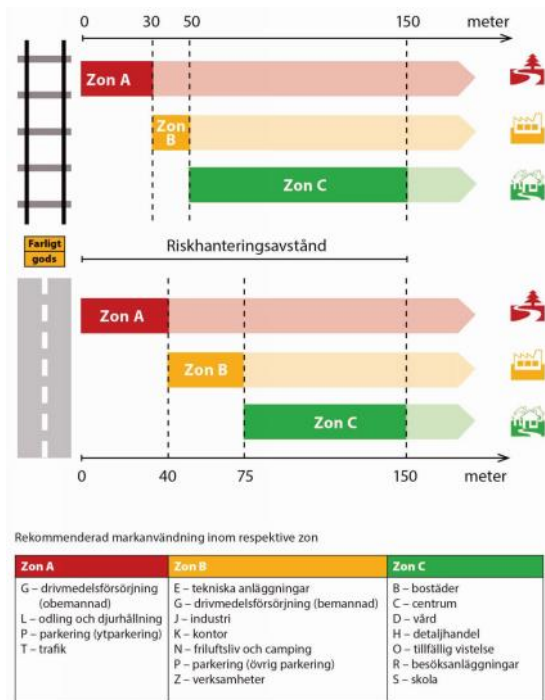 0 30 50 150 meter
Zon A
Zon
B
Zon C
Farligt
gods
Riskhanteringsavstånd
Zon A
Zon B
Zon C
0 40 75 150 meter
Rekommenderad markanvändning inom respektive zon
Zon A
G – drivmedelsförsörjning
(obemannad)
L – odling och djurhållning
P – parkering (ytparkering)
T – trafik
Zon B
E – tekniska anläggningar
G – drivmedelsförsörjning (bemannad)
J – industri
K – kontor
N – friluftsliv och camping
P – parkering (övrig parkering)
Z – verksamheter
Zon C
B – bostäder
C – centrum
D – vård
H – detaljhandel
O – tillfällig vistelse
R – besöksanläggningar
S – skola